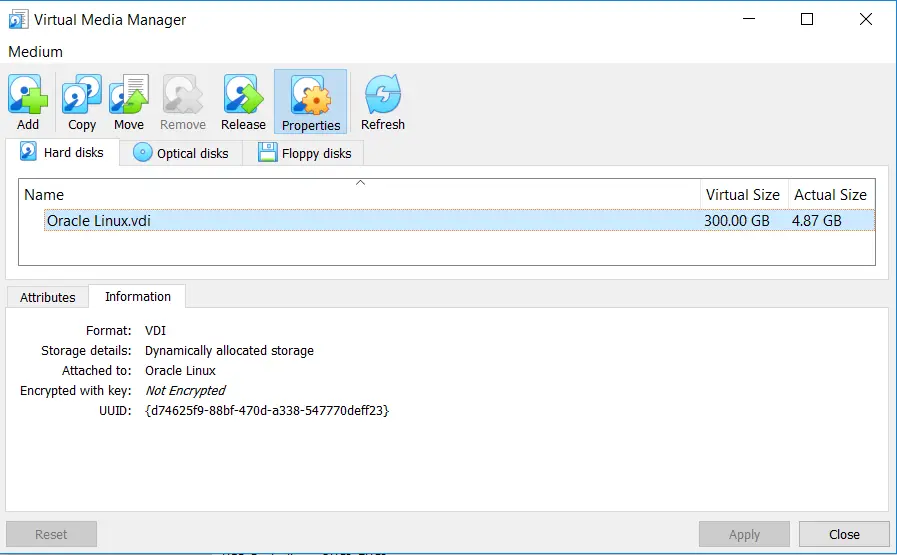 Virtual Media Manager
Medium
Add Copy Move Remove Release Properties Refresh
Hard disks Optical disks Floppy disks
Name Virtual Size Actual Size
Oracle Linux.vdi 300.00 GB 4.87 GB
Attributes Information
Format: VDI
Storage details: Dynamically allocated storage
Attached to: Oracle Linux
Encrypted with key: Not Encrypted
UUID: {d74625f9-88bf-470d-a338-547770deff23}
Reset Apply Close